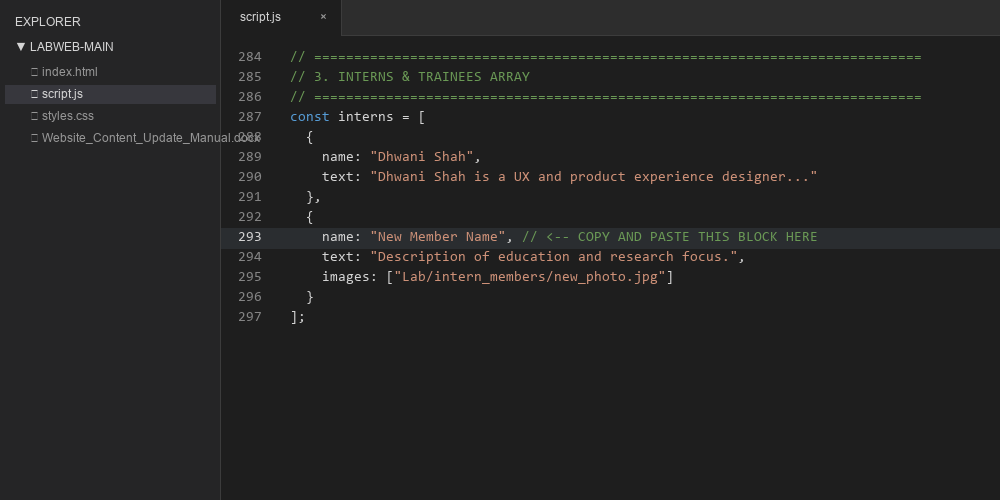 EXPLORER
▼ LABWEB-MAIN
index.html
script.js
styles.css
Website_Content_Update_Manual.docx
script.js ×
284 // ============================================================================
285 // 3. INTERNS & TRAINEES ARRAY
286 // ============================================================================
287 const interns = [
288 {
289 name: "Dhwani Shah",
290 text: "Dhwani Shah is a UX and product experience designer..."
291 },
292 {
293 name: "New Member Name", // <-- COPY AND PASTE THIS BLOCK HERE
294 text: "Description of education and research focus.",
295 images: ["Lab/intern_members/new_photo.jpg"]
296 }
297 ];